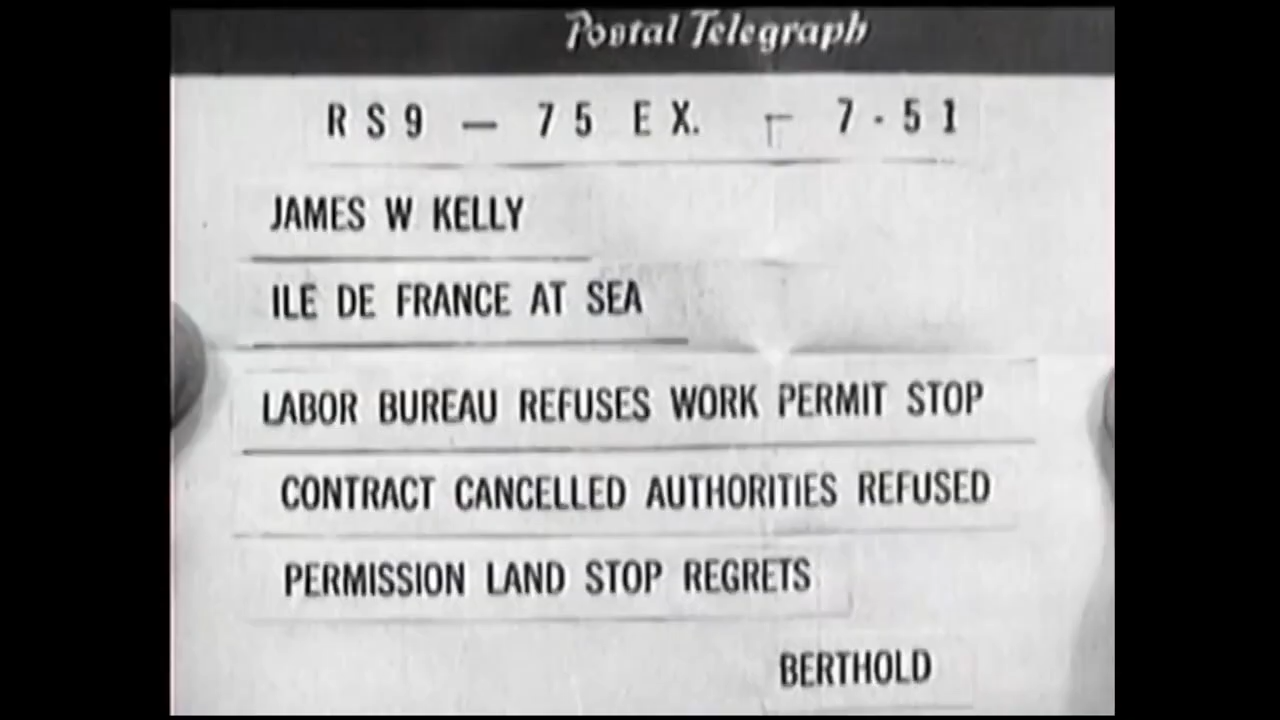 Postal Telegraph
RS9 — 75 EX. 7-51
JAMES W KELLY
ILE DE FRANCE AT SEA
LABOR BUREAU REFUSES WORK PERMIT STOP
CONTRACT CANCELLED AUTHORITIES REFUSED
PERMISSION LAND STOP REGRETS
BERTHOLD